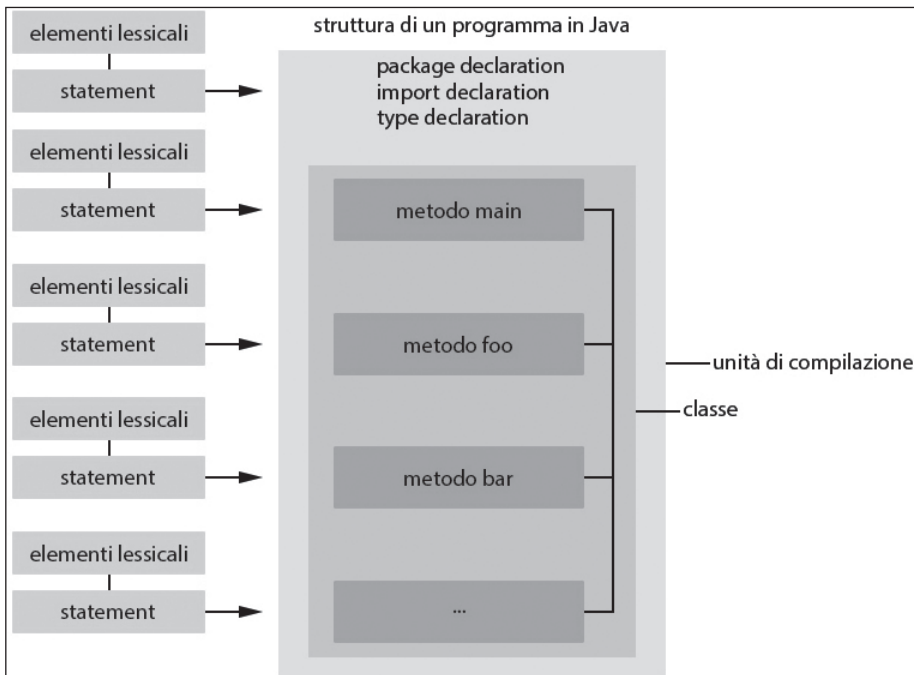 struttura di un programma in Java
elementi lessicali
statement
package declaration
import declaration
type declaration
elementi lessicali
statement
metodo main
elementi lessicali
statement
metodo foo
unità di compilazione
classe
elementi lessicali
statement
metodo bar
elementi lessicali
statement
...